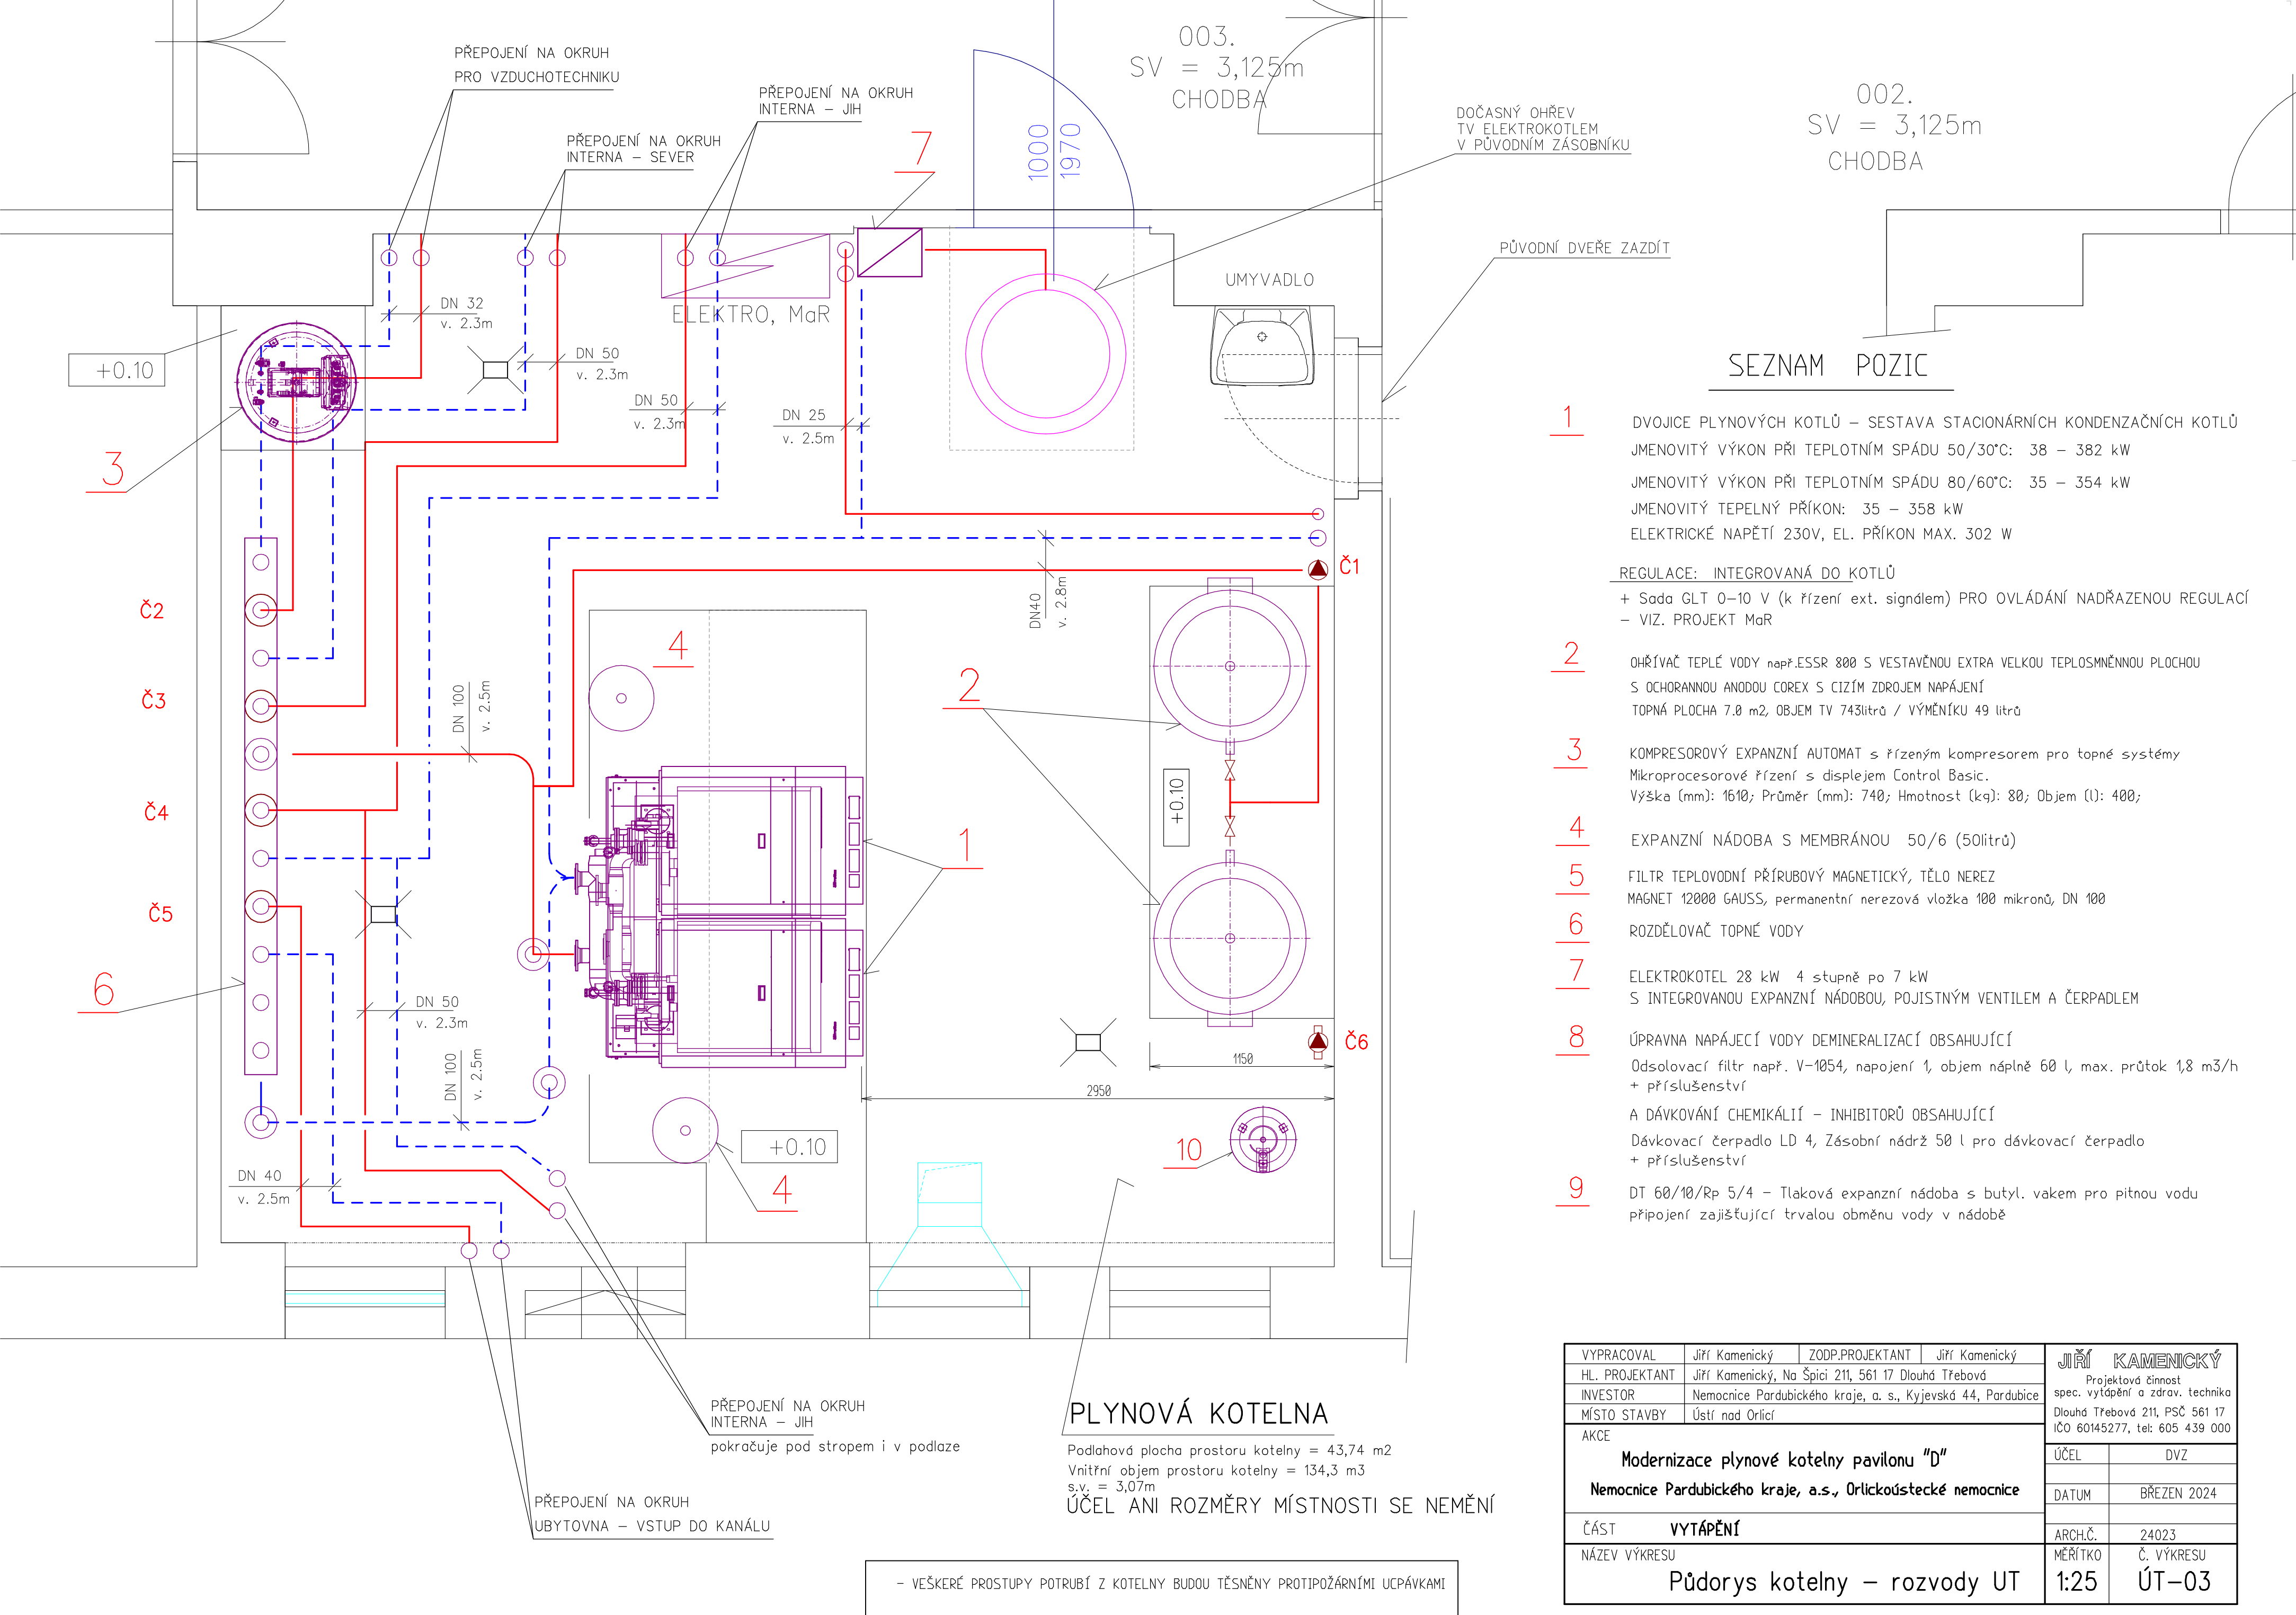 PŘEPOJENÍ NA OKRUH
PRO VZDUCHOTECHNIKU
PŘEPOJENÍ NA OKRUH
INTERNA – SEVER
PŘEPOJENÍ NA OKRUH
INTERNA – JIH
7
1000
1970
003.
SV = 3,125m
CHODBA
DOČASNÝ OHŘEV
TV ELEKTROKOTLEM
V PŮVODNÍM ZÁSOBNÍKU
002.
SV = 3,125m
CHODBA
PŮVODNÍ DVEŘE ZAZDÍT
UMYVADLO
ELEKTRO, MaR
DN 32
v. 2.3m
DN 50
v. 2.3m
DN 50
v. 2.3m
DN 25
v. 2.5m
+0.10
3
Č1
Č2
Č3
Č4
Č5
Č6
DN40
v. 2.8m
4
2
DN 100
v. 2.5m
+0.10
1
6
DN 50
v. 2.3m
DN 100
v. 2.5m
1150
2950
+0.10
4
10
DN 40
v. 2.5m
PŘEPOJENÍ NA OKRUH
INTERNA – JIH
pokračuje pod stropem i v podlaze
PŘEPOJENÍ NA OKRUH
UBYTOVNA – VSTUP DO KANÁLU
PLYNOVÁ KOTELNA
Podlahová plocha prostoru kotelny = 43,74 m2
Vnitřní objem prostoru kotelny = 134,3 m3
s.v. = 3,07m
ÚČEL ANI ROZMĚRY MÍSTNOSTI SE NEMĚNÍ
– VEŠKERÉ PROSTUPY POTRUBÍ Z KOTELNY BUDOU TĚSNĚNY PROTIPOŽÁRNÍMI UCPÁVKAMI
SEZNAM POZIC
1 DVOJICE PLYNOVÝCH KOTLŮ – SESTAVA STACIONÁRNÍCH KONDENZAČNÍCH KOTLŮ
JMENOVITÝ VÝKON PŘI TEPLOTNÍM SPÁDU 50/30°C: 38 – 382 kW
JMENOVITÝ VÝKON PŘI TEPLOTNÍM SPÁDU 80/60°C: 35 – 354 kW
JMENOVITÝ TEPELNÝ PŘÍKON: 35 – 358 kW
ELEKTRICKÉ NAPĚTÍ 230V, EL. PŘÍKON MAX. 302 W
REGULACE: INTEGROVANÁ DO KOTLŮ
+ Sada GLT 0–10 V (k řízení ext. signálem) PRO OVLÁDÁNÍ NADŘAZENOU REGULACÍ
– VIZ. PROJEKT MaR
2 OHŘÍVAČ TEPLÉ VODY např.ESSR 800 S VESTAVĚNOU EXTRA VELKOU TEPLOSMNĚNNOU PLOCHOU
S OCHORANNOU ANODOU COREX S CIZÍM ZDROJEM NAPÁJENÍ
TOPNÁ PLOCHA 7.0 m2, OBJEM TV 743litrů / VÝMĚNÍKU 49 litrů
3 KOMPRESOROVÝ EXPANZNÍ AUTOMAT s řízeným kompresorem pro topné systémy
Mikroprocesorové řízení s displejem Control Basic.
Výška (mm): 1610; Průměr (mm): 740; Hmotnost (kg): 80; Objem (l): 400;
4 EXPANZNÍ NÁDOBA S MEMBRÁNOU 50/6 (50litrů)
5 FILTR TEPLOVODNÍ PŘÍRUBOVÝ MAGNETICKÝ, TĚLO NEREZ
MAGNET 12000 GAUSS, permanentní nerezová vložka 100 mikronů, DN 100
6 ROZDĚLOVAČ TOPNÉ VODY
7 ELEKTROKOTEL 28 kW 4 stupně po 7 kW
S INTEGROVANOU EXPANZNÍ NÁDOBOU, POJISTNÝM VENTILEM A ČERPADLEM
8 ÚPRAVNA NAPÁJECÍ VODY DEMINERALIZACÍ OBSAHUJÍCÍ
Odsolovací filtr např. V-1054, napojení 1, objem náplně 60 l, max. průtok 1,8 m3/h
+ příslušenství
A DÁVKOVÁNÍ CHEMIKÁLIÍ – INHIBITORŮ OBSAHUJÍCÍ
Dávkovací čerpadlo LD 4, Zásobní nádrž 50 l pro dávkovací čerpadlo
+ příslušenství
9 DT 60/10/Rp 5/4 – Tlaková expanzní nádoba s butyl. vakem pro pitnou vodu
připojení zajišťující trvalou obměnu vody v nádobě
VYPRACOVAL Jiří Kamenický ZODP.PROJEKTANT Jiří Kamenický
HL. PROJEKTANT Jiří Kamenický, Na Špici 211, 561 17 Dlouhá Třebová
INVESTOR Nemocnice Pardubického kraje, a. s., Kyjevská 44, Pardubice
MÍSTO STAVBY Ústí nad Orlicí
JIŘÍ KAMENICKÝ
Projektová činnost
spec. vytápění a zdrav. technika
Dlouhá Třebová 211, PSČ 561 17
IČO 60145277, tel: 605 439 000
AKCE
Modernizace plynové kotelny pavilonu "D"
Nemocnice Pardubického kraje, a.s., Orlickoústecké nemocnice
ÚČEL DVZ
DATUM BŘEZEN 2024
ČÁST VYTÁPĚNÍ
ARCH.Č. 24023
NÁZEV VÝKRESU
Půdorys kotelny – rozvody UT
MĚŘÍTKO
1:25
Č. VÝKRESU
ÚT–03